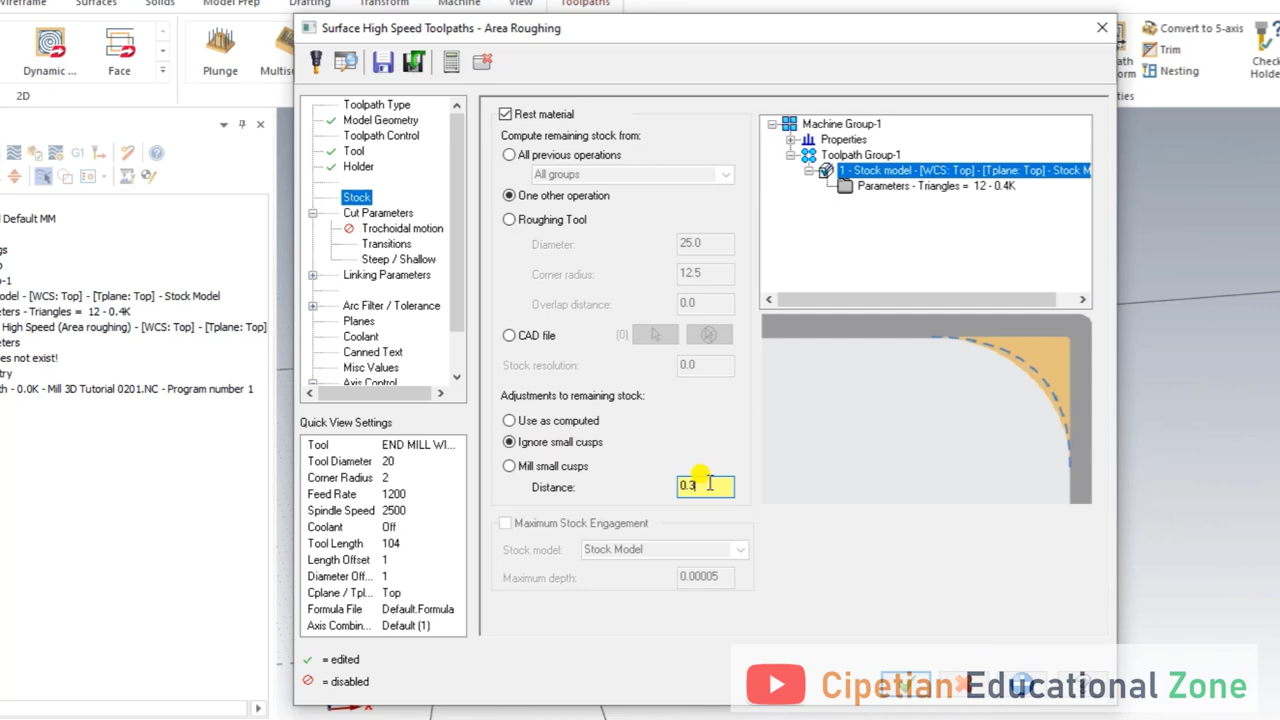 Wireframe Surfaces Solids Model Prep Drafting Transform Machine View Toolpaths
Surface High Speed Toolpaths - Area Roughing
Dynamic ...
Face
Plunge
2D
Convert to 5-axis
Trim
Nesting
Check
Holde
G1
Default MM
Toolpath Type
Model Geometry
Toolpath Control
Tool
Holder
Stock
Cut Parameters
Trochoidal motion
Transitions
Steep / Shallow
Linking Parameters
Arc Filter / Tolerance
Planes
Coolant
Canned Text
Misc Values
Axis Control
odel - [WCS: Top] - [Tplane: Top] - Stock Model
ters - Triangles = 12 - 0.4K
High Speed (Area roughing) - [WCS: Top] - [Tplane: Top]
eters
es not exist!
etry
th - 0.0K - Mill 3D Tutorial 0201.NC - Program number 1
Rest material
Compute remaining stock from:
All previous operations
All groups
One other operation
Roughing Tool
Diameter: 25.0
Corner radius: 12.5
Overlap distance: 0.0
CAD file (0)
Stock resolution: 0.0
Adjustments to remaining stock:
Use as computed
Ignore small cusps
Mill small cusps
Distance: 0.3
Maximum Stock Engagement
Stock model: Stock Model
Maximum depth: 0.00005
Machine Group-1
Properties
Toolpath Group-1
1 - Stock model - [WCS: Top] - [Tplane: Top] - Stock M
Parameters - Triangles = 12 - 0.4K
Quick View Settings
Tool END MILL WI...
Tool Diameter 20
Corner Radius 2
Feed Rate 1200
Spindle Speed 2500
Coolant Off
Tool Length 104
Length Offset 1
Diameter Off... 1
Cplane / Tpl... Top
Formula File Default.Formula
Axis Combin... Default (1)
= edited
= disabled
Cipetian Educational Zone